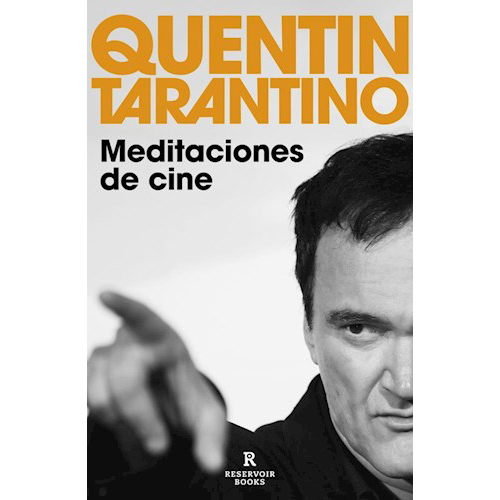 QUENTIN
TARANTINO
Meditaciones
de cine
R
RESERVOIR
BOOKS